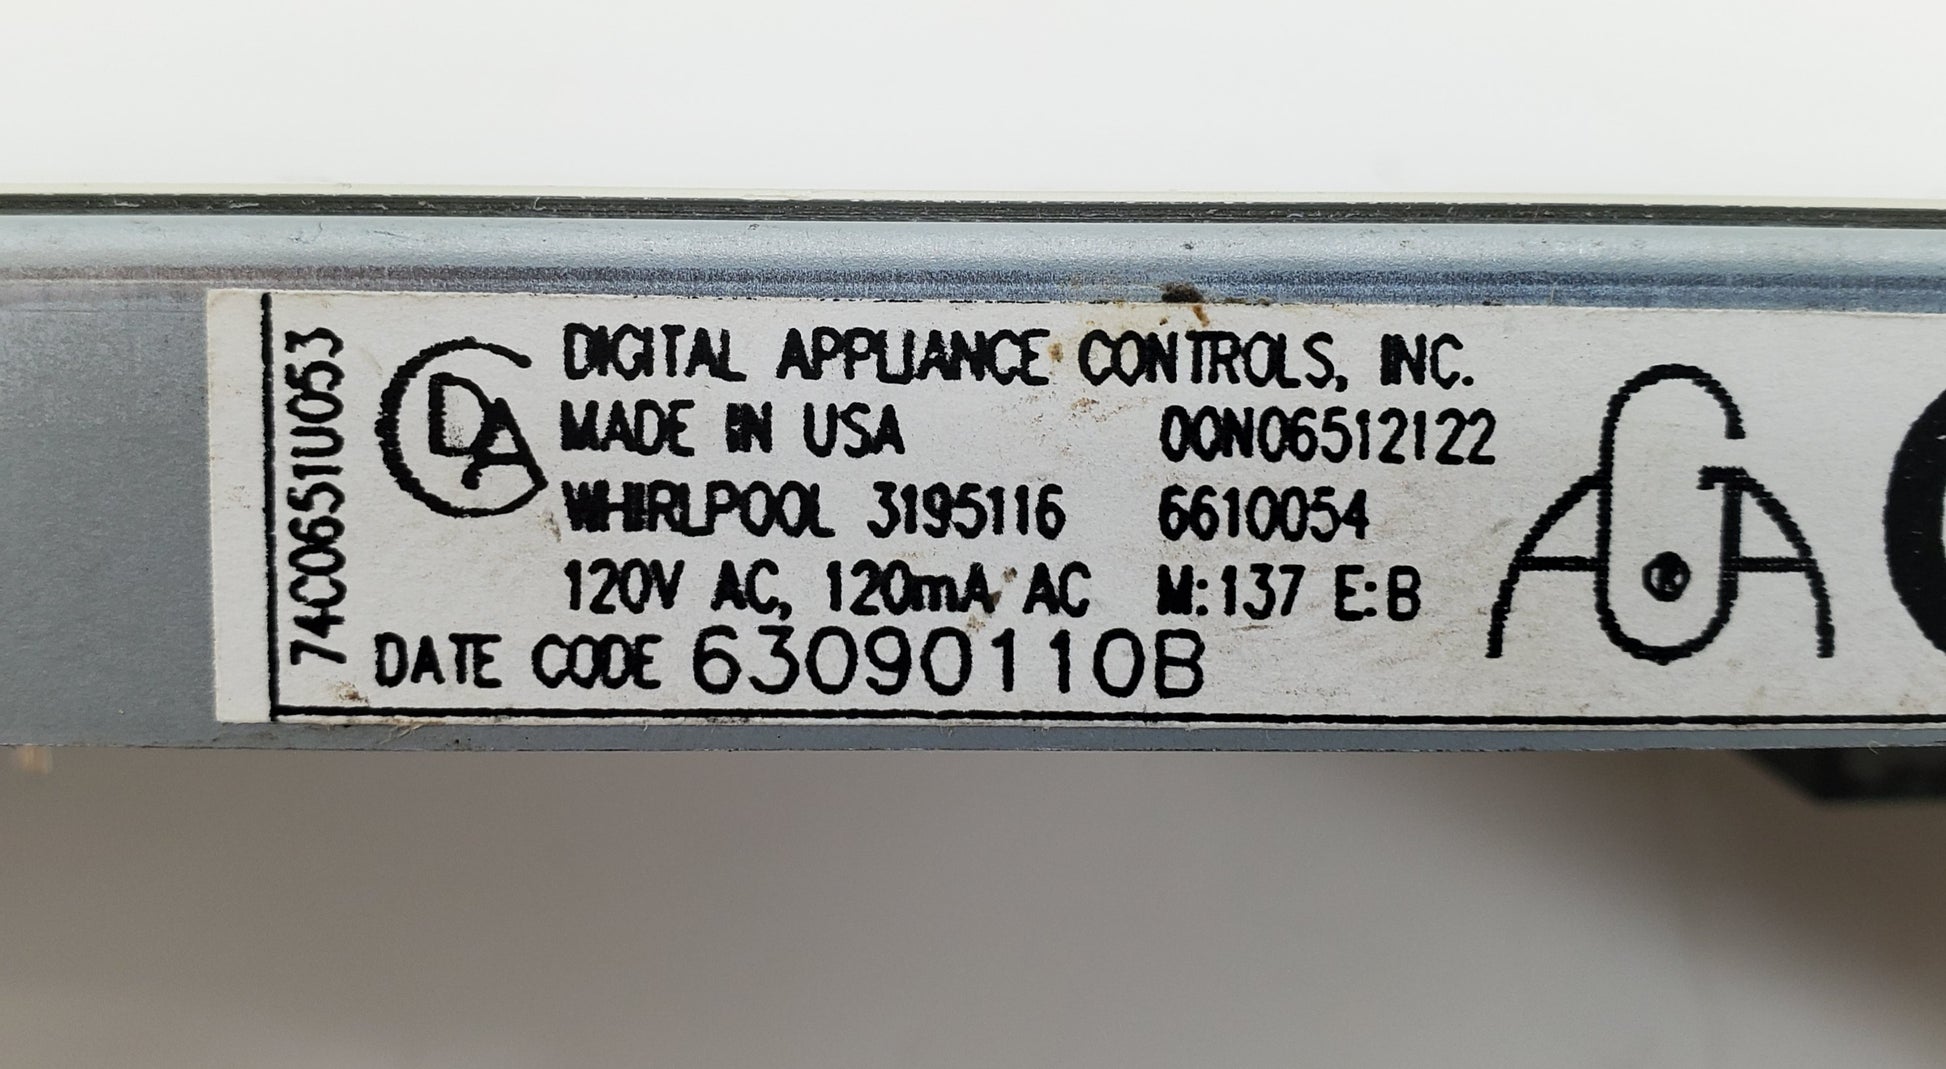 74C0651U053
DCA
DIGITAL APPLIANCE CONTROLS, INC.
MADE IN USA 00N06512122
WHIRLPOOL 3195116 6610054
120V AC, 120mA AC M:137 E:B
DATE CODE 63090110B